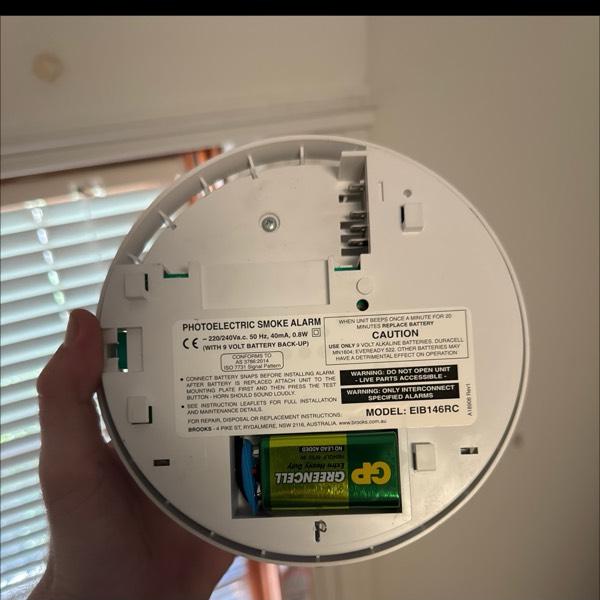 PHOTOELECTRIC SMOKE ALARM
~ 220/240Va.c. 50 Hz, 40mA, 0.8W
CE (WITH 9 VOLT BATTERY BACK-UP)
CONFORMS TO
AS 3786:2014
(ISO 7731 Signal Pattern)
• CONNECT BATTERY SNAPS BEFORE INSTALLING ALARM.
AFTER BATTERY IS REPLACED ATTACH UNIT TO THE
MOUNTING PLATE FIRST AND THEN PRESS THE TEST
BUTTON - HORN SHOULD SOUND LOUDLY.
• SEE INSTRUCTION LEAFLETS FOR FULL INSTALLATION
AND MAINTENANCE DETAILS.
FOR REPAIR, DISPOSAL OR REPLACEMENT INSTRUCTIONS:
BROOKS - 4 PIKE ST, RYDALMERE, NSW 2116, AUSTRALIA. www.brooks.com.au
WHEN UNIT BEEPS ONCE A MINUTE FOR 20
MINUTES REPLACE BATTERY
CAUTION
USE ONLY 9 VOLT ALKALINE BATTERIES. DURACELL
MN1604; EVEREADY 522. OTHER BATTERIES MAY
HAVE A DETRIMENTAL EFFECT ON OPERATION
WARNING: DO NOT OPEN UNIT
- LIVE PARTS ACCESSIBLE -
WARNING: ONLY INTERCONNECT
SPECIFIED ALARMS
MODEL: EIB146RC
GP
GREENCELL
Extra Heavy Duty
NO LEAD ADDED